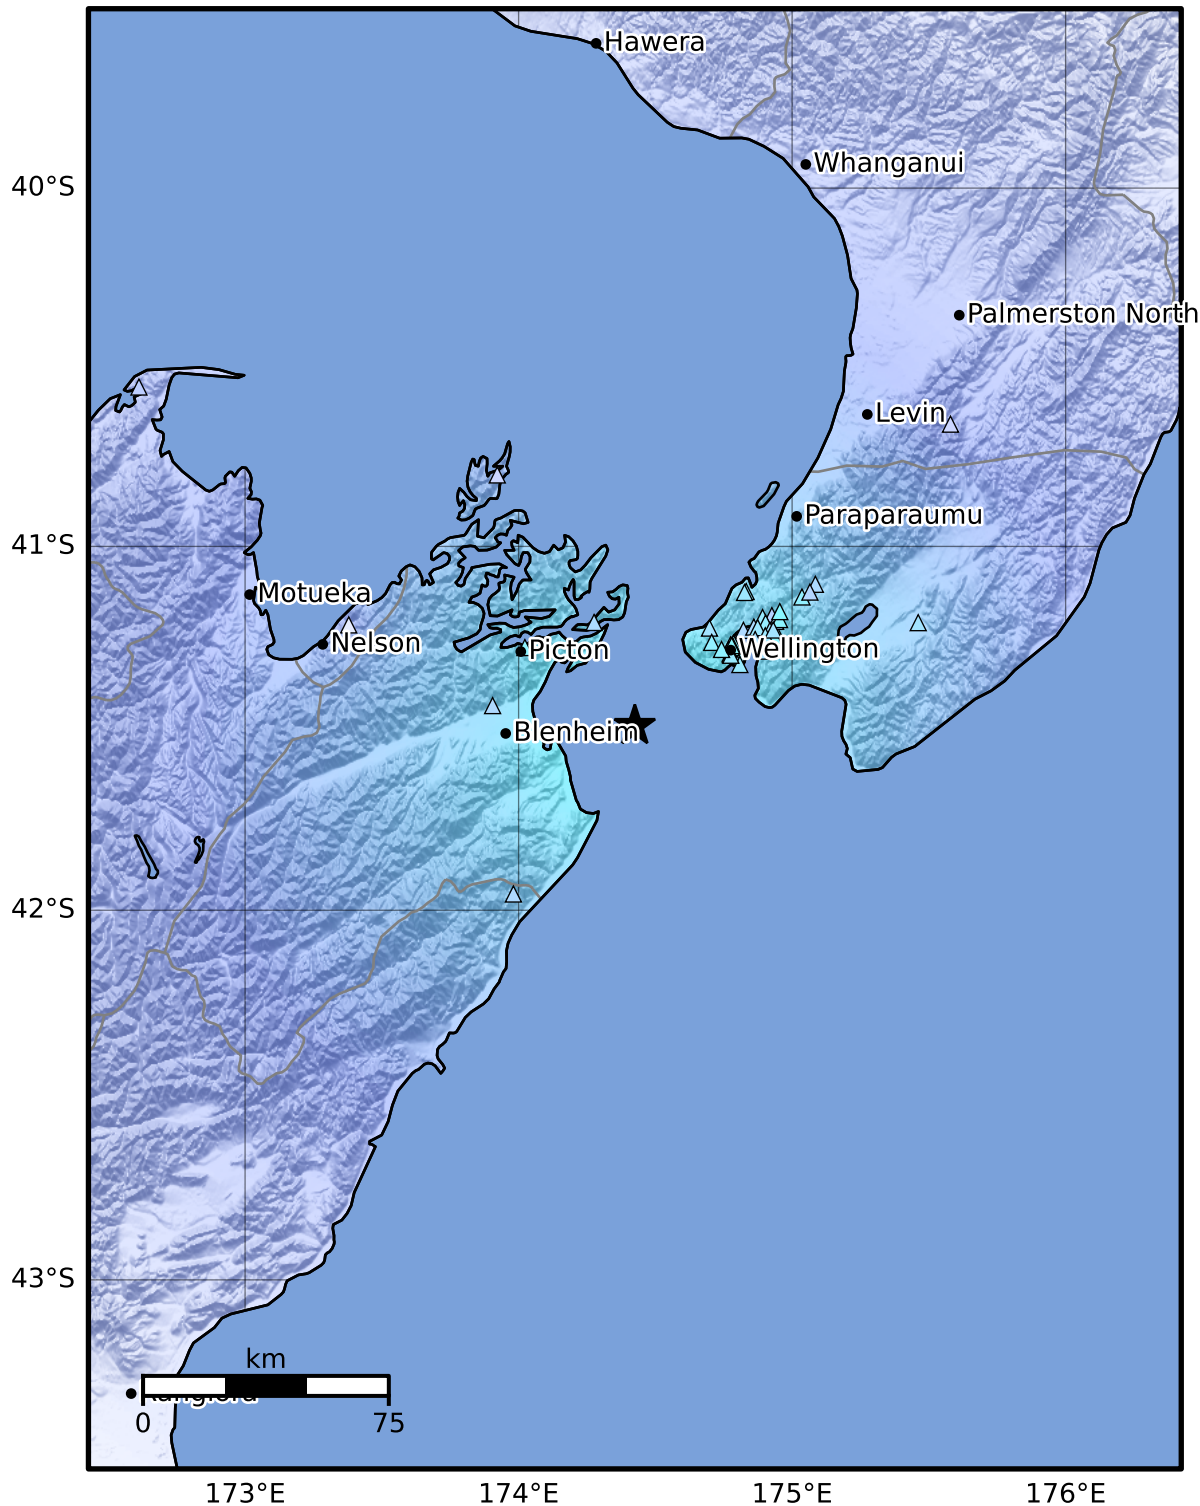 Hawera
Whanganui
40°S
Palmerston North
Levin
Paraparaumu
41°S
Motueka
Nelson
Picton
Wellington
Blenheim
42°S
43°S
km
0
75
173°E
174°E
175°E
176°E